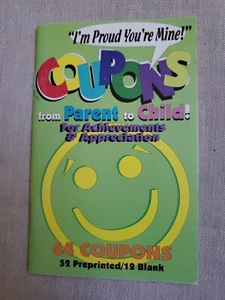 "I'm Proud You're Mine!"
COUPONS
from Parent to Child!
For Achievements
& Appreciation
64 COUPONS
52 Preprinted/12 Blank